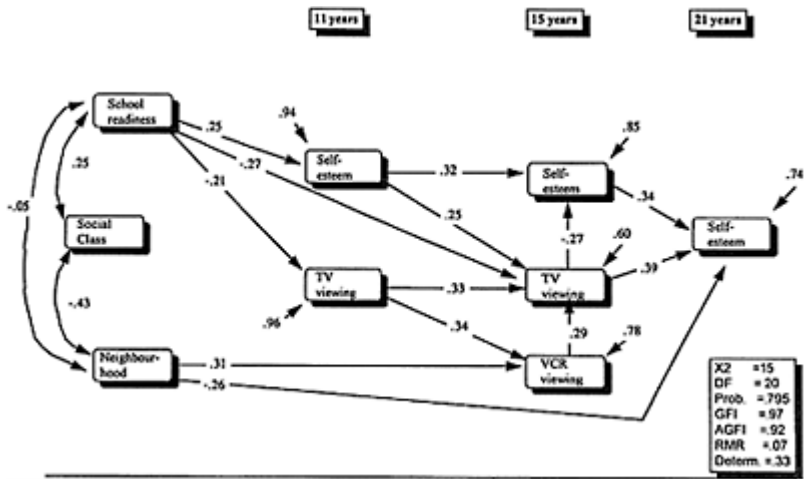 11 years
15 years
21 years
School
readiness
.25
.94
.85
-.27
Self-
esteem
.32
Self-
esteem
.34
.74
.25
-.21
-.05
.25
Self-
esteem
Social
Class
-.27
.60
TV
viewing
.33
TV
viewing
.39
-.43
.96
.34
.29
.78
Neighbour-
hood
.31
-.26
VCR
viewing
X2 =15
DF = 20
Prob. =.795
GFI =.97
AGFI =.92
RMR =.07
Determ. =.33